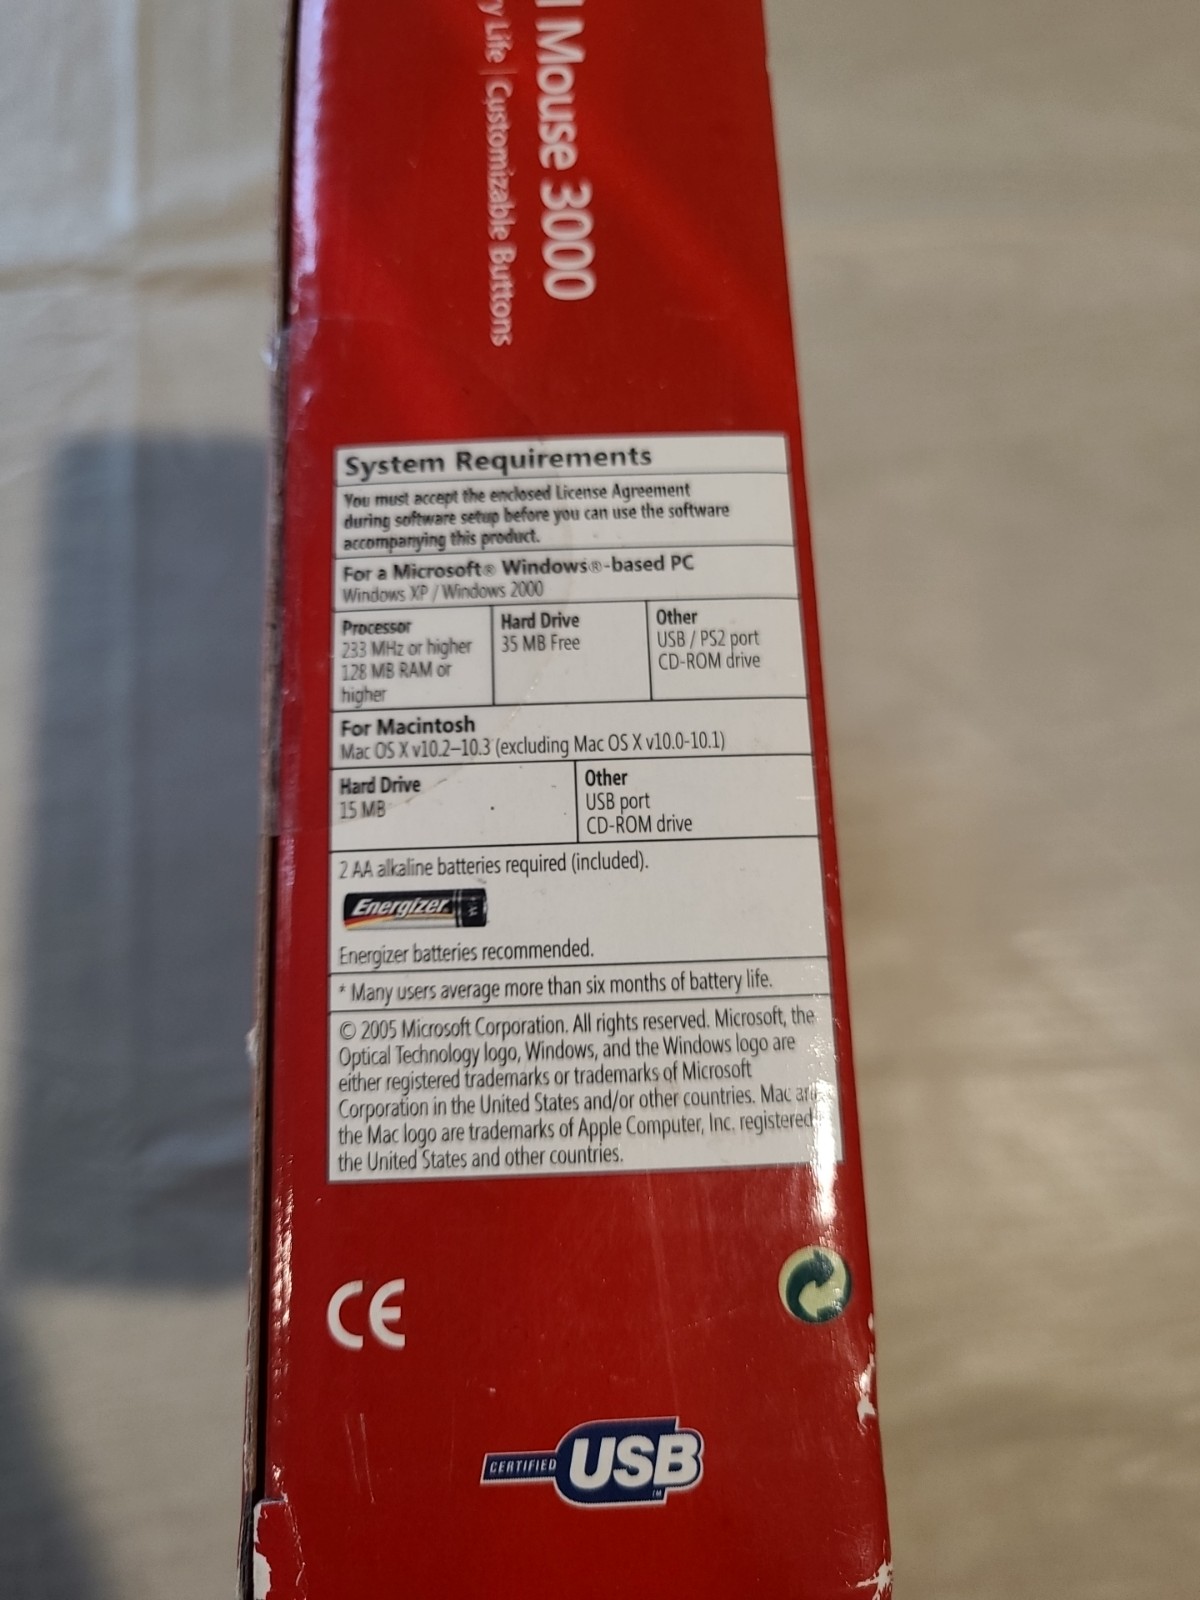 l Mouse 3000
y Life | Customizable Buttons
System Requirements
You must accept the enclosed License Agreement
during software setup before you can use the software
accompanying this product.
For a Microsoft® Windows®-based PC
Windows XP / Windows 2000
Processor
233 MHz or higher
128 MB RAM or
higher
Hard Drive
35 MB Free
Other
USB / PS2 port
CD-ROM drive
For Macintosh
Mac OS X v10.2–10.3 (excluding Mac OS X v10.0-10.1)
Hard Drive
15 MB
Other
USB port
CD-ROM drive
2 AA alkaline batteries required (included).
Energizer AA
Energizer batteries recommended.
* Many users average more than six months of battery life.
© 2005 Microsoft Corporation. All rights reserved. Microsoft, the
Optical Technology logo, Windows, and the Windows logo are
either registered trademarks or trademarks of Microsoft
Corporation in the United States and/or other countries. Mac and
the Mac logo are trademarks of Apple Computer, Inc. registered
the United States and other countries.
CE
CERTIFIED USB ™